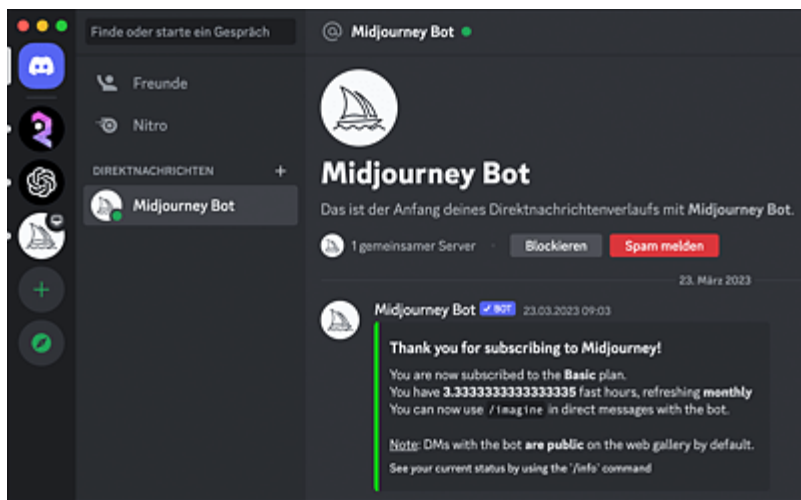 Finde oder starte ein Gespräch
Midjourney Bot
Freunde
Nitro
DIREKTNACHRICHTEN +
Midjourney Bot
Midjourney Bot
Das ist der Anfang deines Direktnachrichtenverlaufs mit Midjourney Bot.
1 gemeinsamer Server
Blockieren
Spam melden
23. März 2023
Midjourney Bot ✓ BOT 23.03.2023 09:03
Thank you for subscribing to Midjourney!
You are now subscribed to the Basic plan.
You have 3.3333333333333335 fast hours, refreshing monthly
You can now use /imagine in direct messages with the bot.
Note: DMs with the bot are public on the web gallery by default.
See your current status by using the '/info' command